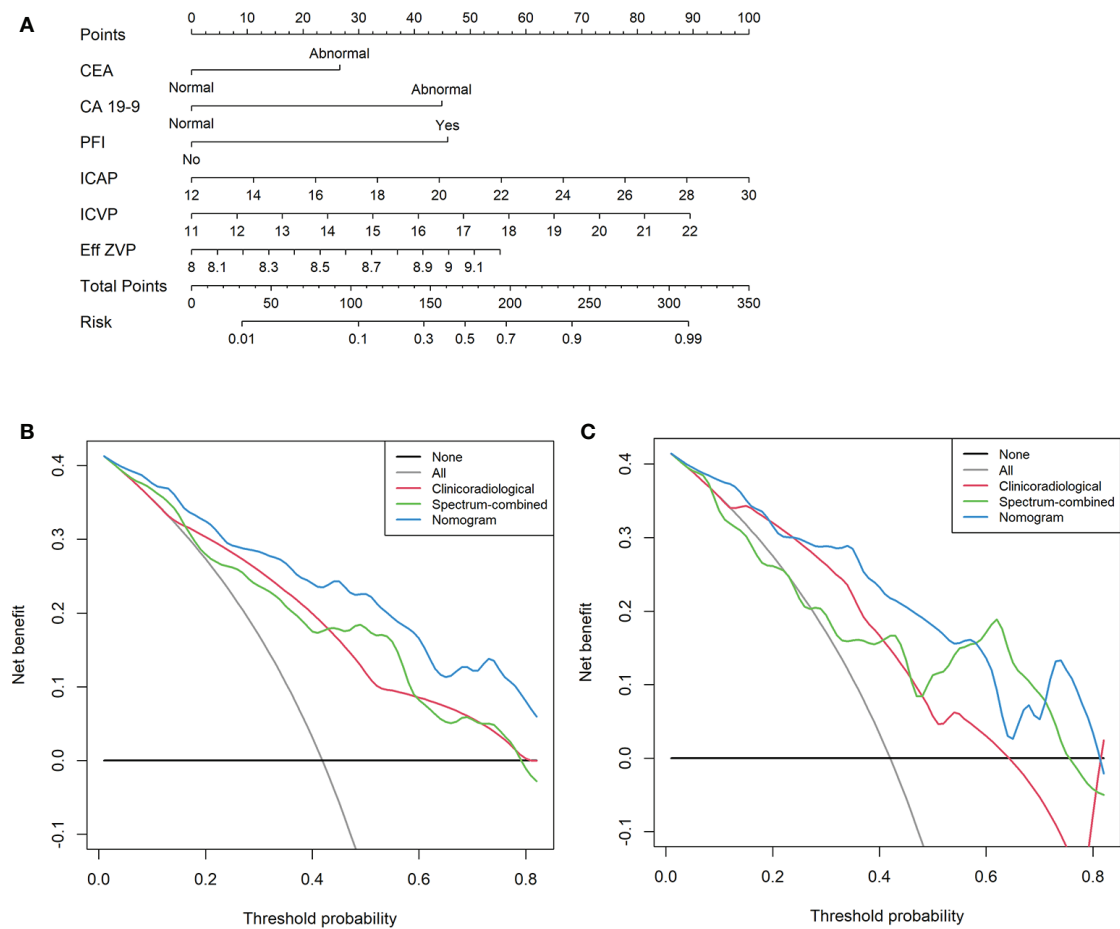 A
Points
0 10 20 30 40 50 60 70 80 90 100
CEA
Abnormal
Normal
CA 19-9
Abnormal
Normal
PFI
Yes
No
ICAP
12 14 16 18 20 22 24 26 28 30
ICVP
11 12 13 14 15 16 17 18 19 20 21 22
Eff ZVP
8 8.1 8.3 8.5 8.7 8.9 9 9.1
Total Points
0 50 100 150 200 250 300 350
Risk
0.01 0.1 0.3 0.5 0.7 0.9 0.99
B
None
All
Clinicoradiological
Spectrum-combined
Nomogram
Net benefit
0.4
0.3
0.2
0.1
0.0
-0.1
0.0 0.2 0.4 0.6 0.8
Threshold probability
C
None
All
Clinicoradiological
Spectrum-combined
Nomogram
Net benefit
0.4
0.3
0.2
0.1
0.0
-0.1
0.0 0.2 0.4 0.6 0.8
Threshold probability